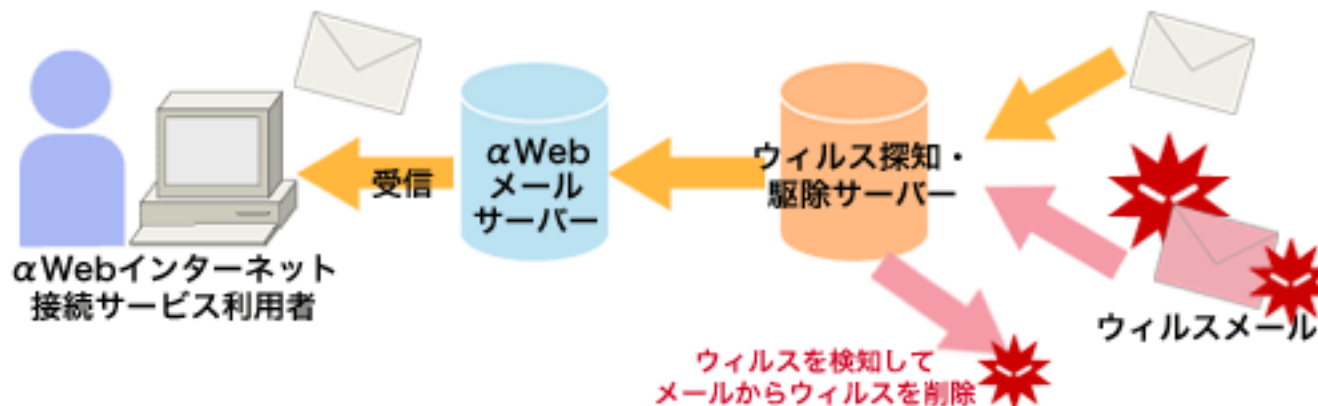 受信
αWeb
メール
サーバー
ウィルス探知・
駆除サーバー
αWebインターネット
接続サービス利用者
ウィルスメール
ウィルスを検知して
メールからウィルスを削除